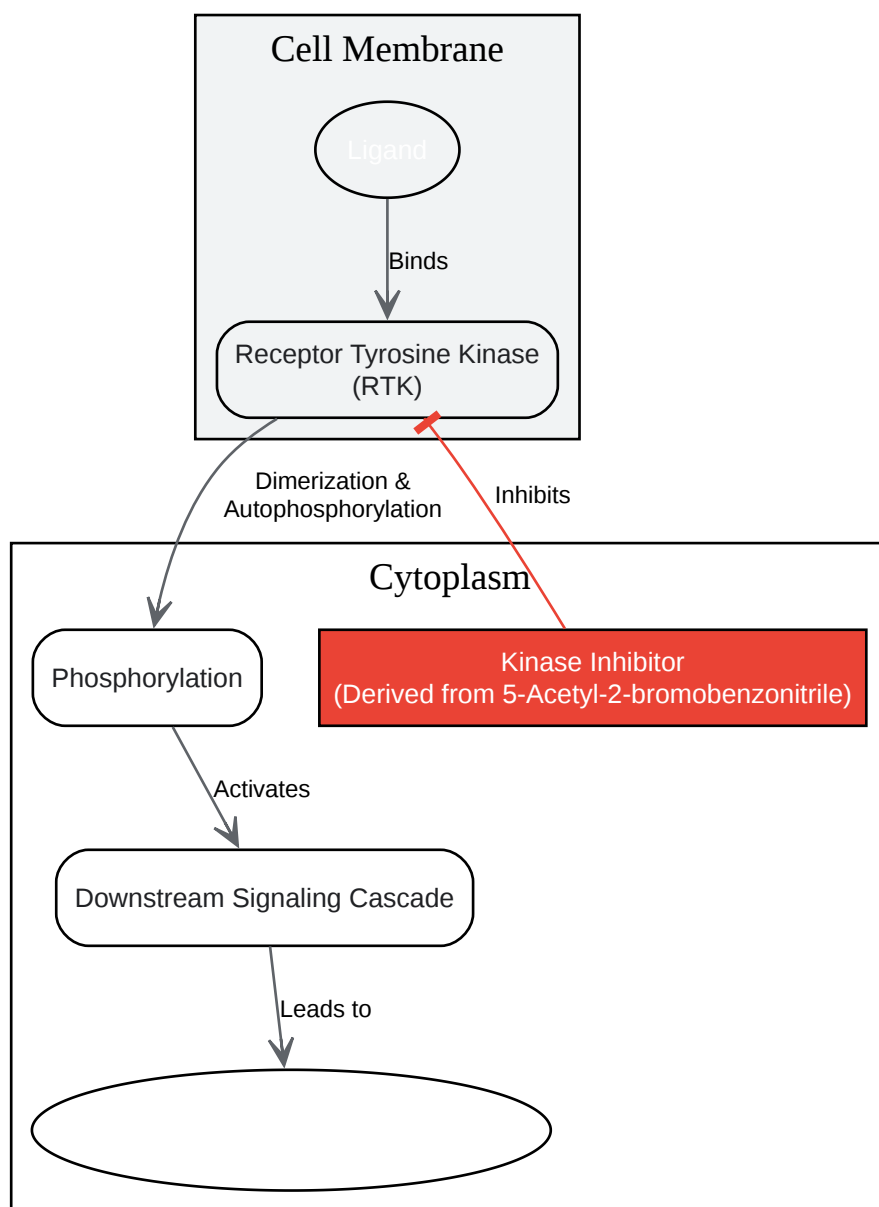 Cell Membrane
Ligand
Binds
Receptor Tyrosine Kinase
(RTK)
Dimerization &
Autophosphorylation
Inhibits
Cytoplasm
Phosphorylation
Kinase Inhibitor
(Derived from 5-Acetyl-2-bromobenzonitrile)
Activates
Downstream Signaling Cascade
Leads to